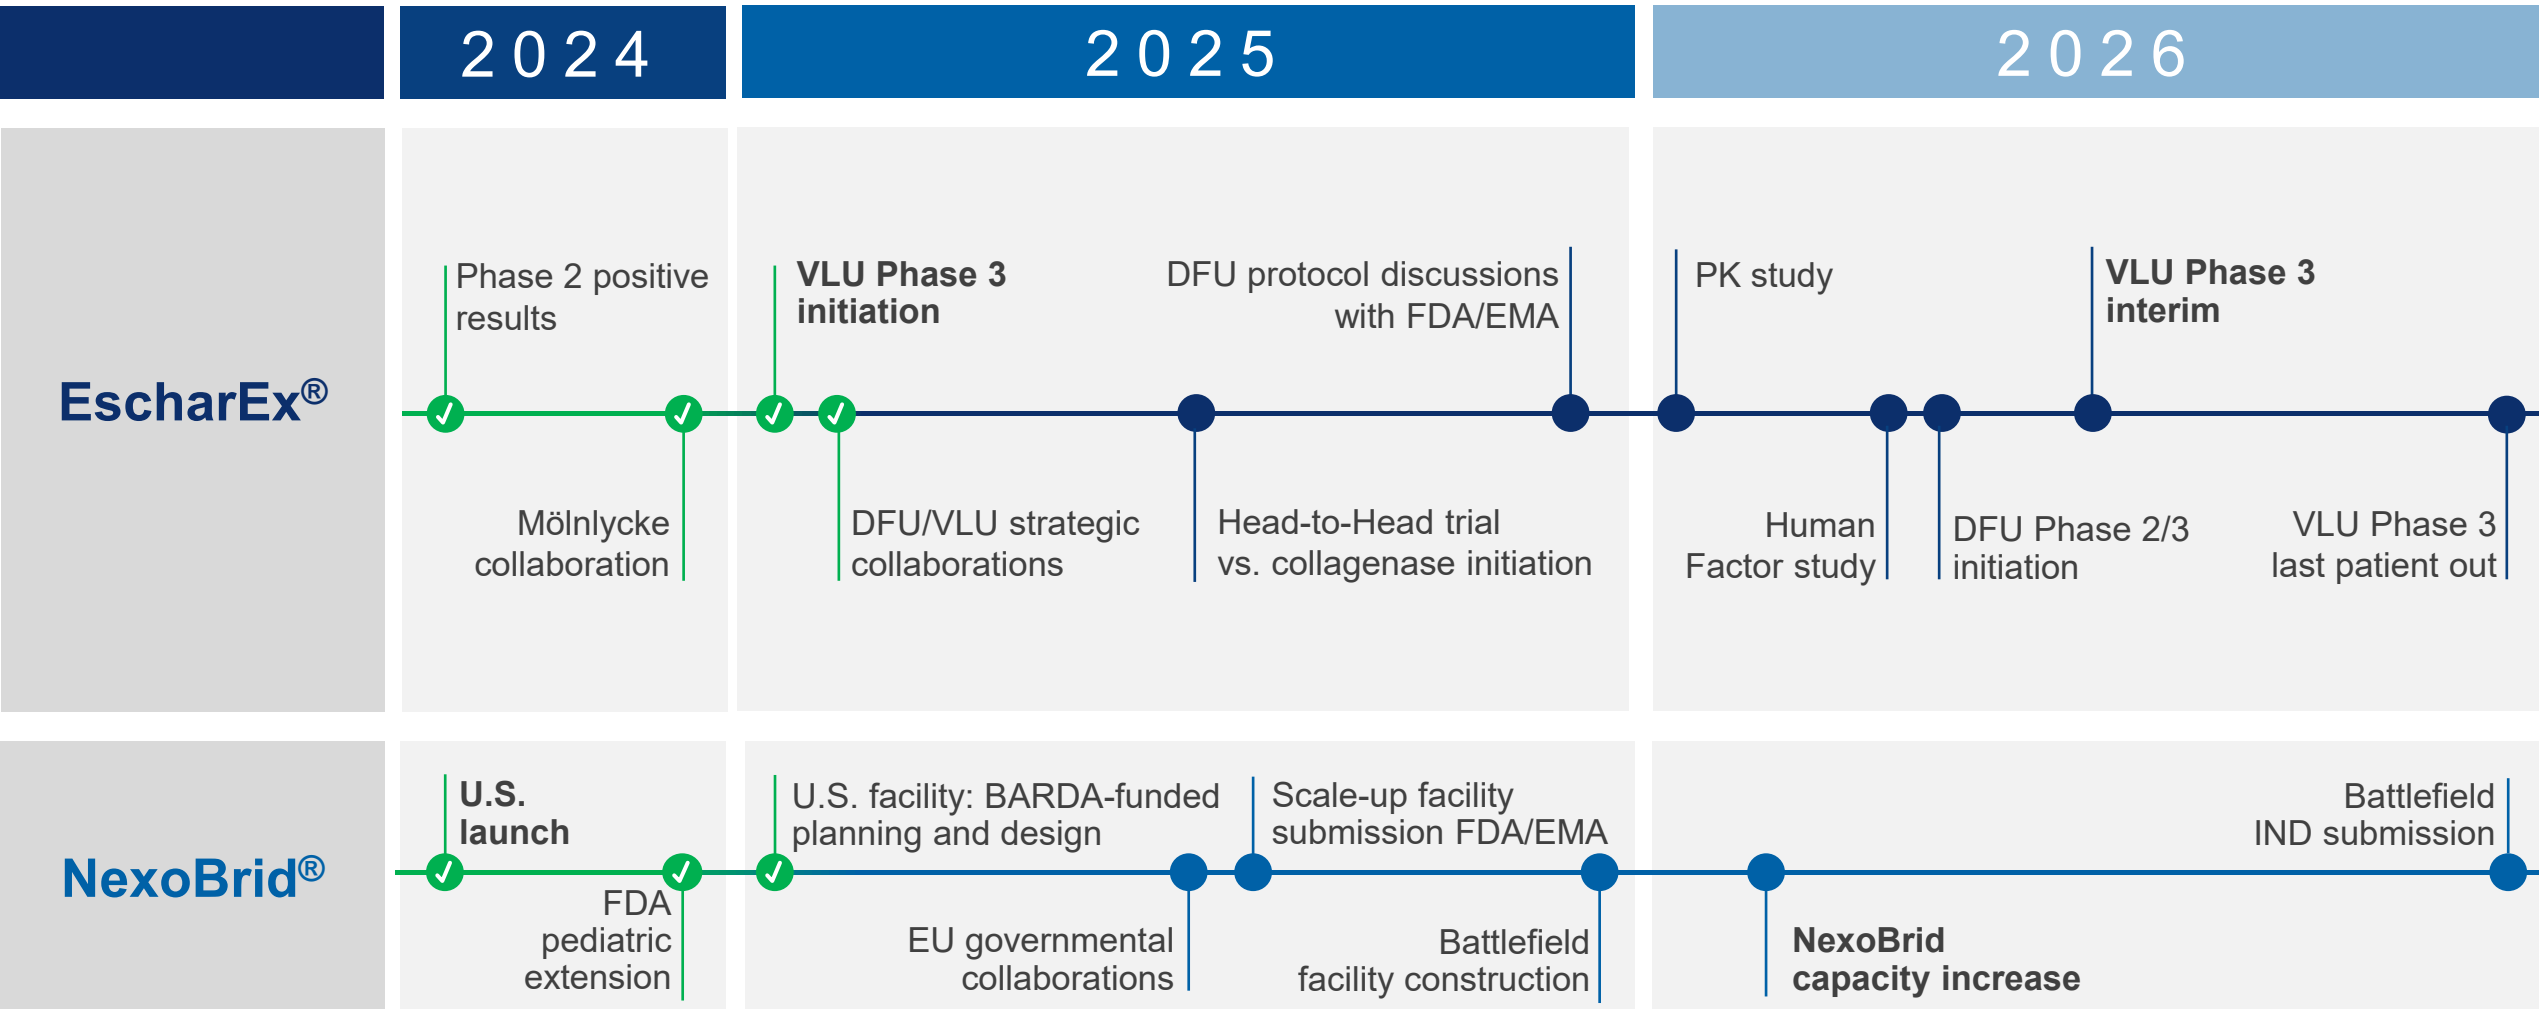 2024
2025
2026
EscharEx®
Phase 2 positive
results
Mölnlycke
collaboration
VLU Phase 3
initiation
DFU/VLU strategic
collaborations
Head-to-Head trial
vs. collagenase initiation
DFU protocol discussions
with FDA/EMA
PK study
Human
Factor study
DFU Phase 2/3
initiation
VLU Phase 3
interim
VLU Phase 3
last patient out
NexoBrid®
U.S.
launch
FDA
pediatric
extension
U.S. facility: BARDA-funded
planning and design
EU governmental
collaborations
Scale-up facility
submission FDA/EMA
Battlefield
facility construction
NexoBrid
capacity increase
Battlefield
IND submission